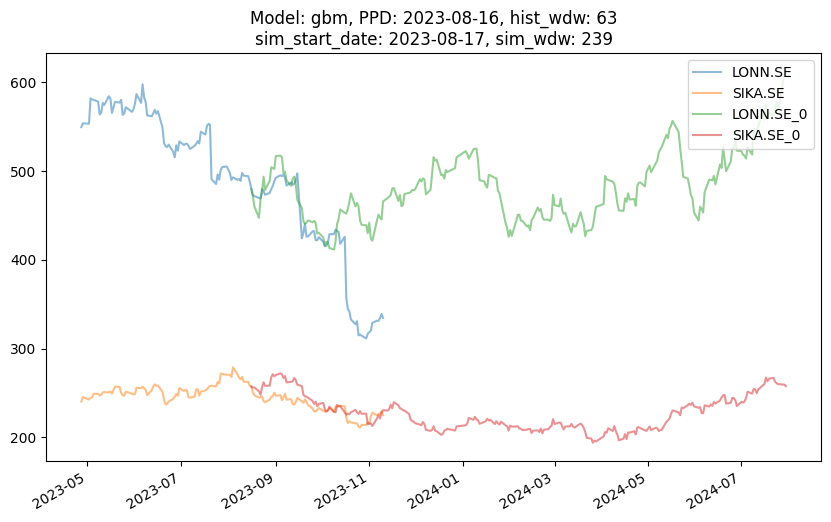 Model: gbm, PPD: 2023-08-16, hist_wdw: 63
sim_start_date: 2023-08-17, sim_wdw: 239
LONN.SE
SIKA.SE
LONN.SE_0
SIKA.SE_0
600
500
400
300
200
2023-05
2023-07
2023-09
2023-11
2024-01
2024-03
2024-05
2024-07